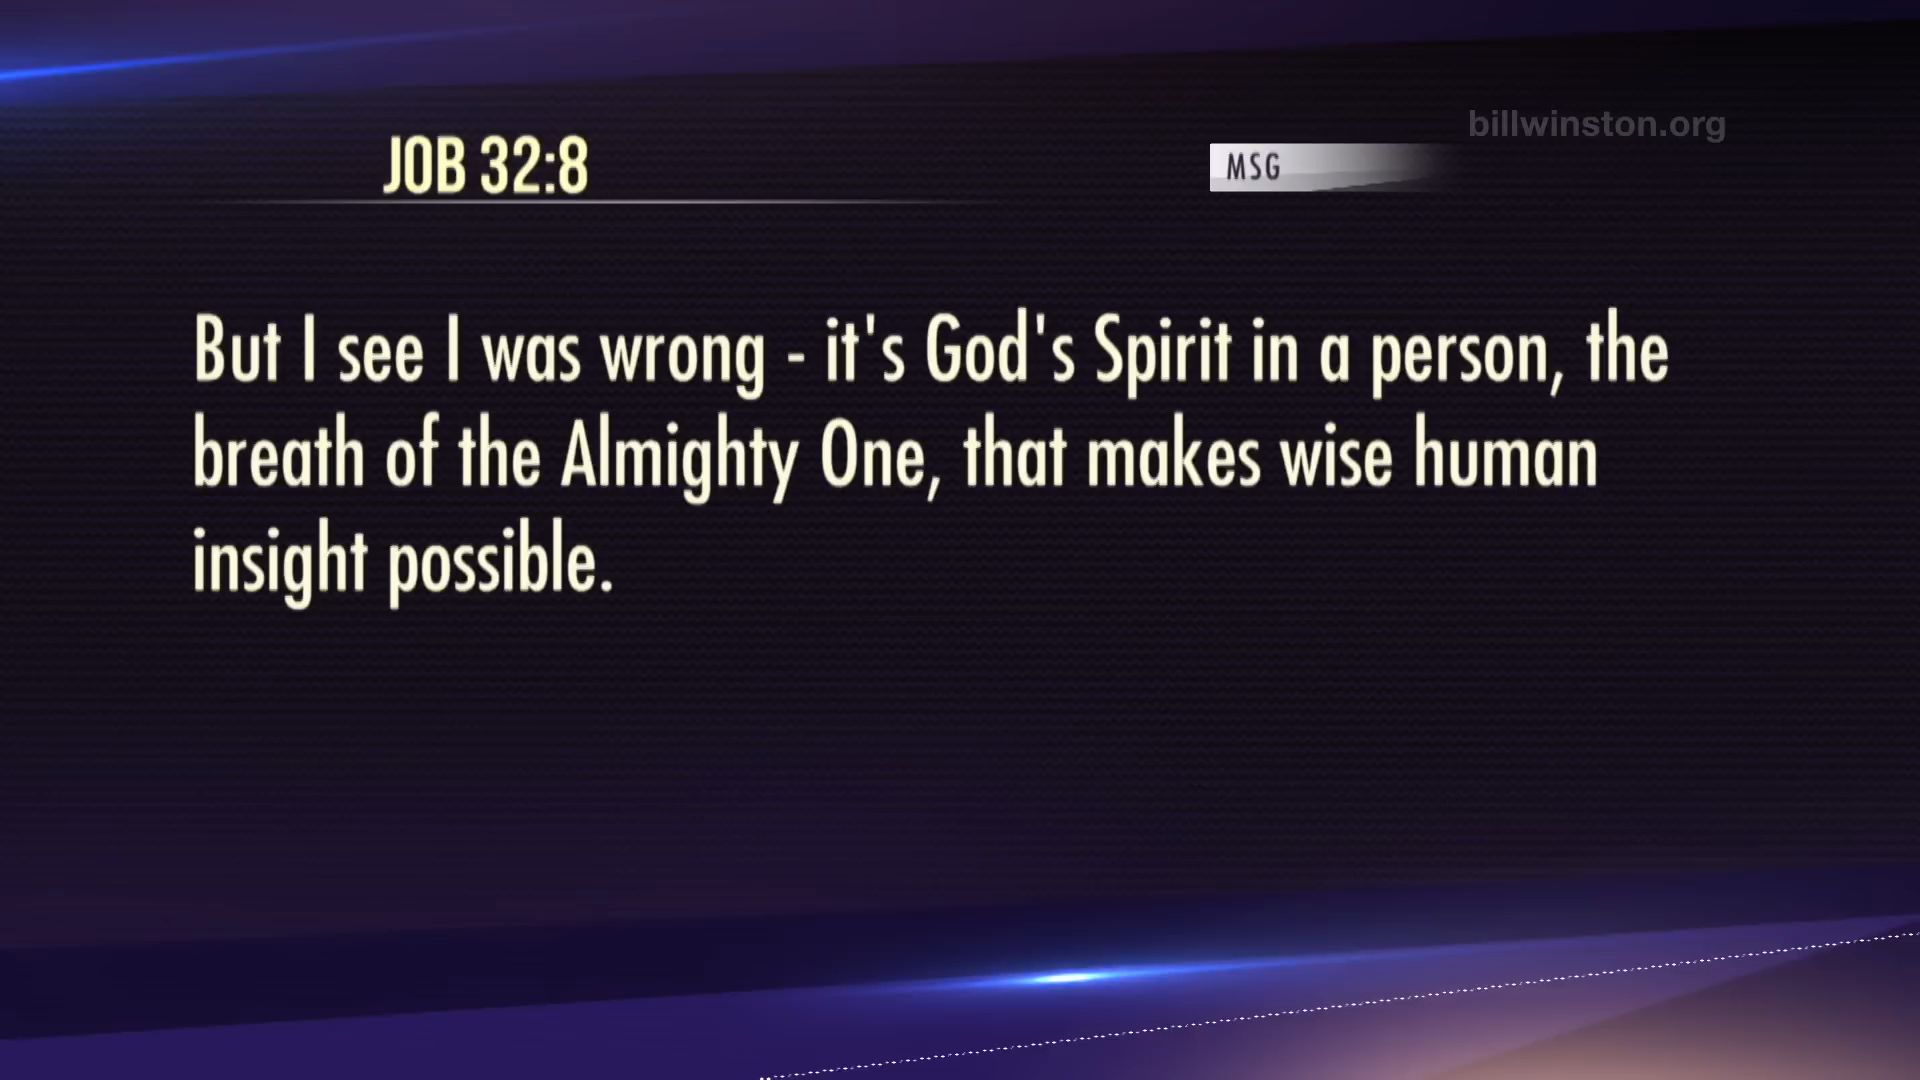 billwinston.org
JOB 32:8
MSG
But I see I was wrong - it's God's Spirit in a person, the
breath of the Almighty One, that makes wise human
insight possible.